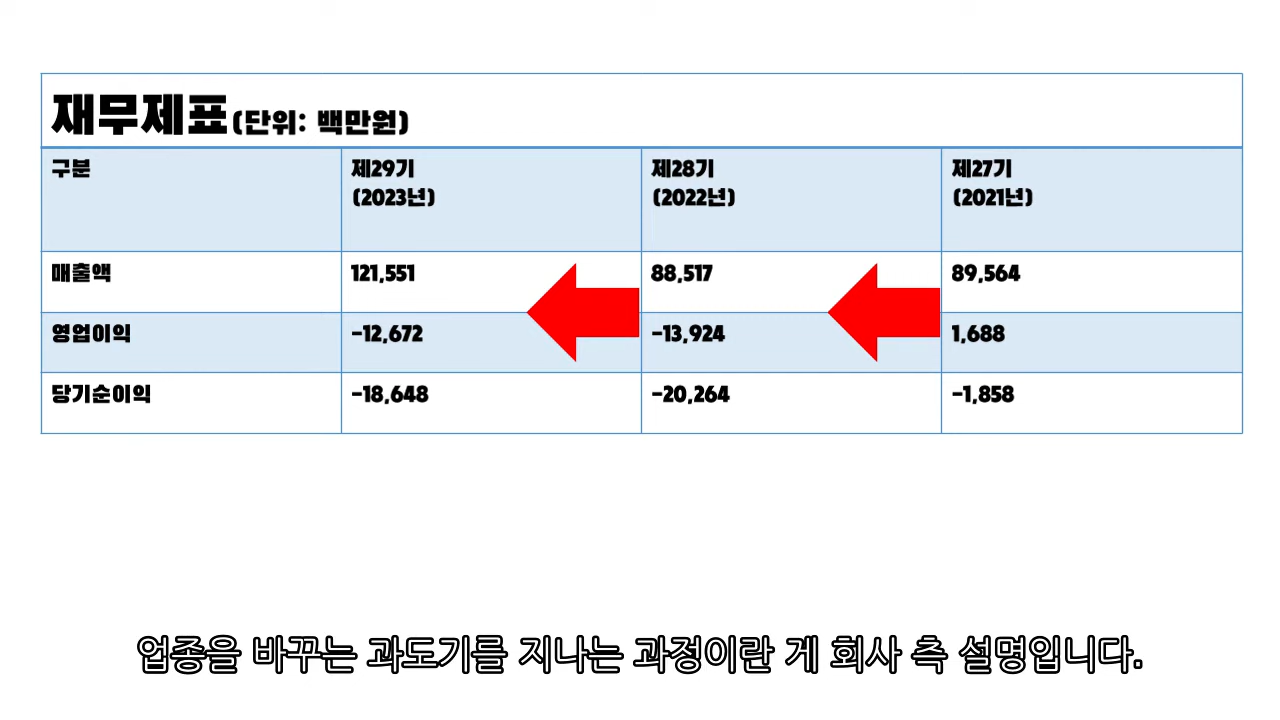 재무제표(단위: 백만원)
구분 제29기 제28기 제27기
(2023년) (2022년) (2021년)
매출액 121,551 88,517 89,564
영업이익 -12,672 -13,924 1,688
당기순이익 -18,648 -20,264 -1,858
업종을 바꾸는 과도기를 지나는 과정이란 게 회사 측 설명입니다.